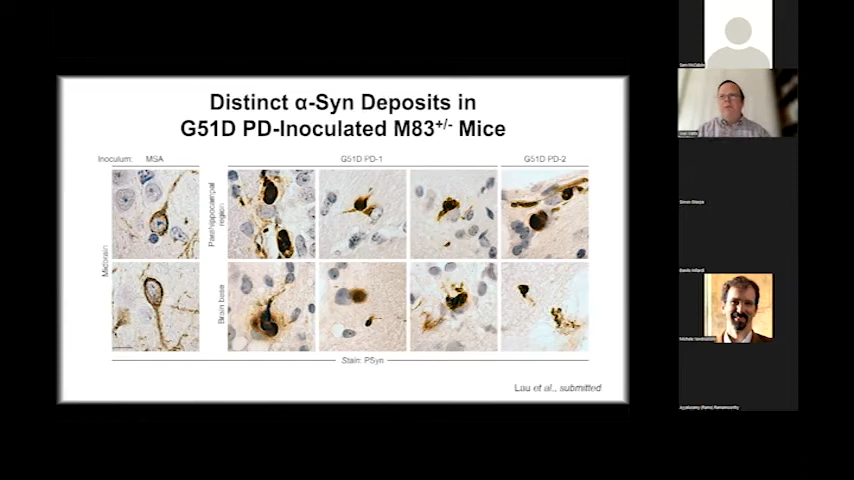 Distinct α-Syn Deposits in
G51D PD-Inoculated M83+/- Mice
Inoculum: MSA
G51D PD-1
G51D PD-2
Midbrain
Parahippocampal
region
Brain base
Stain: PSyn
Lau et al., submitted